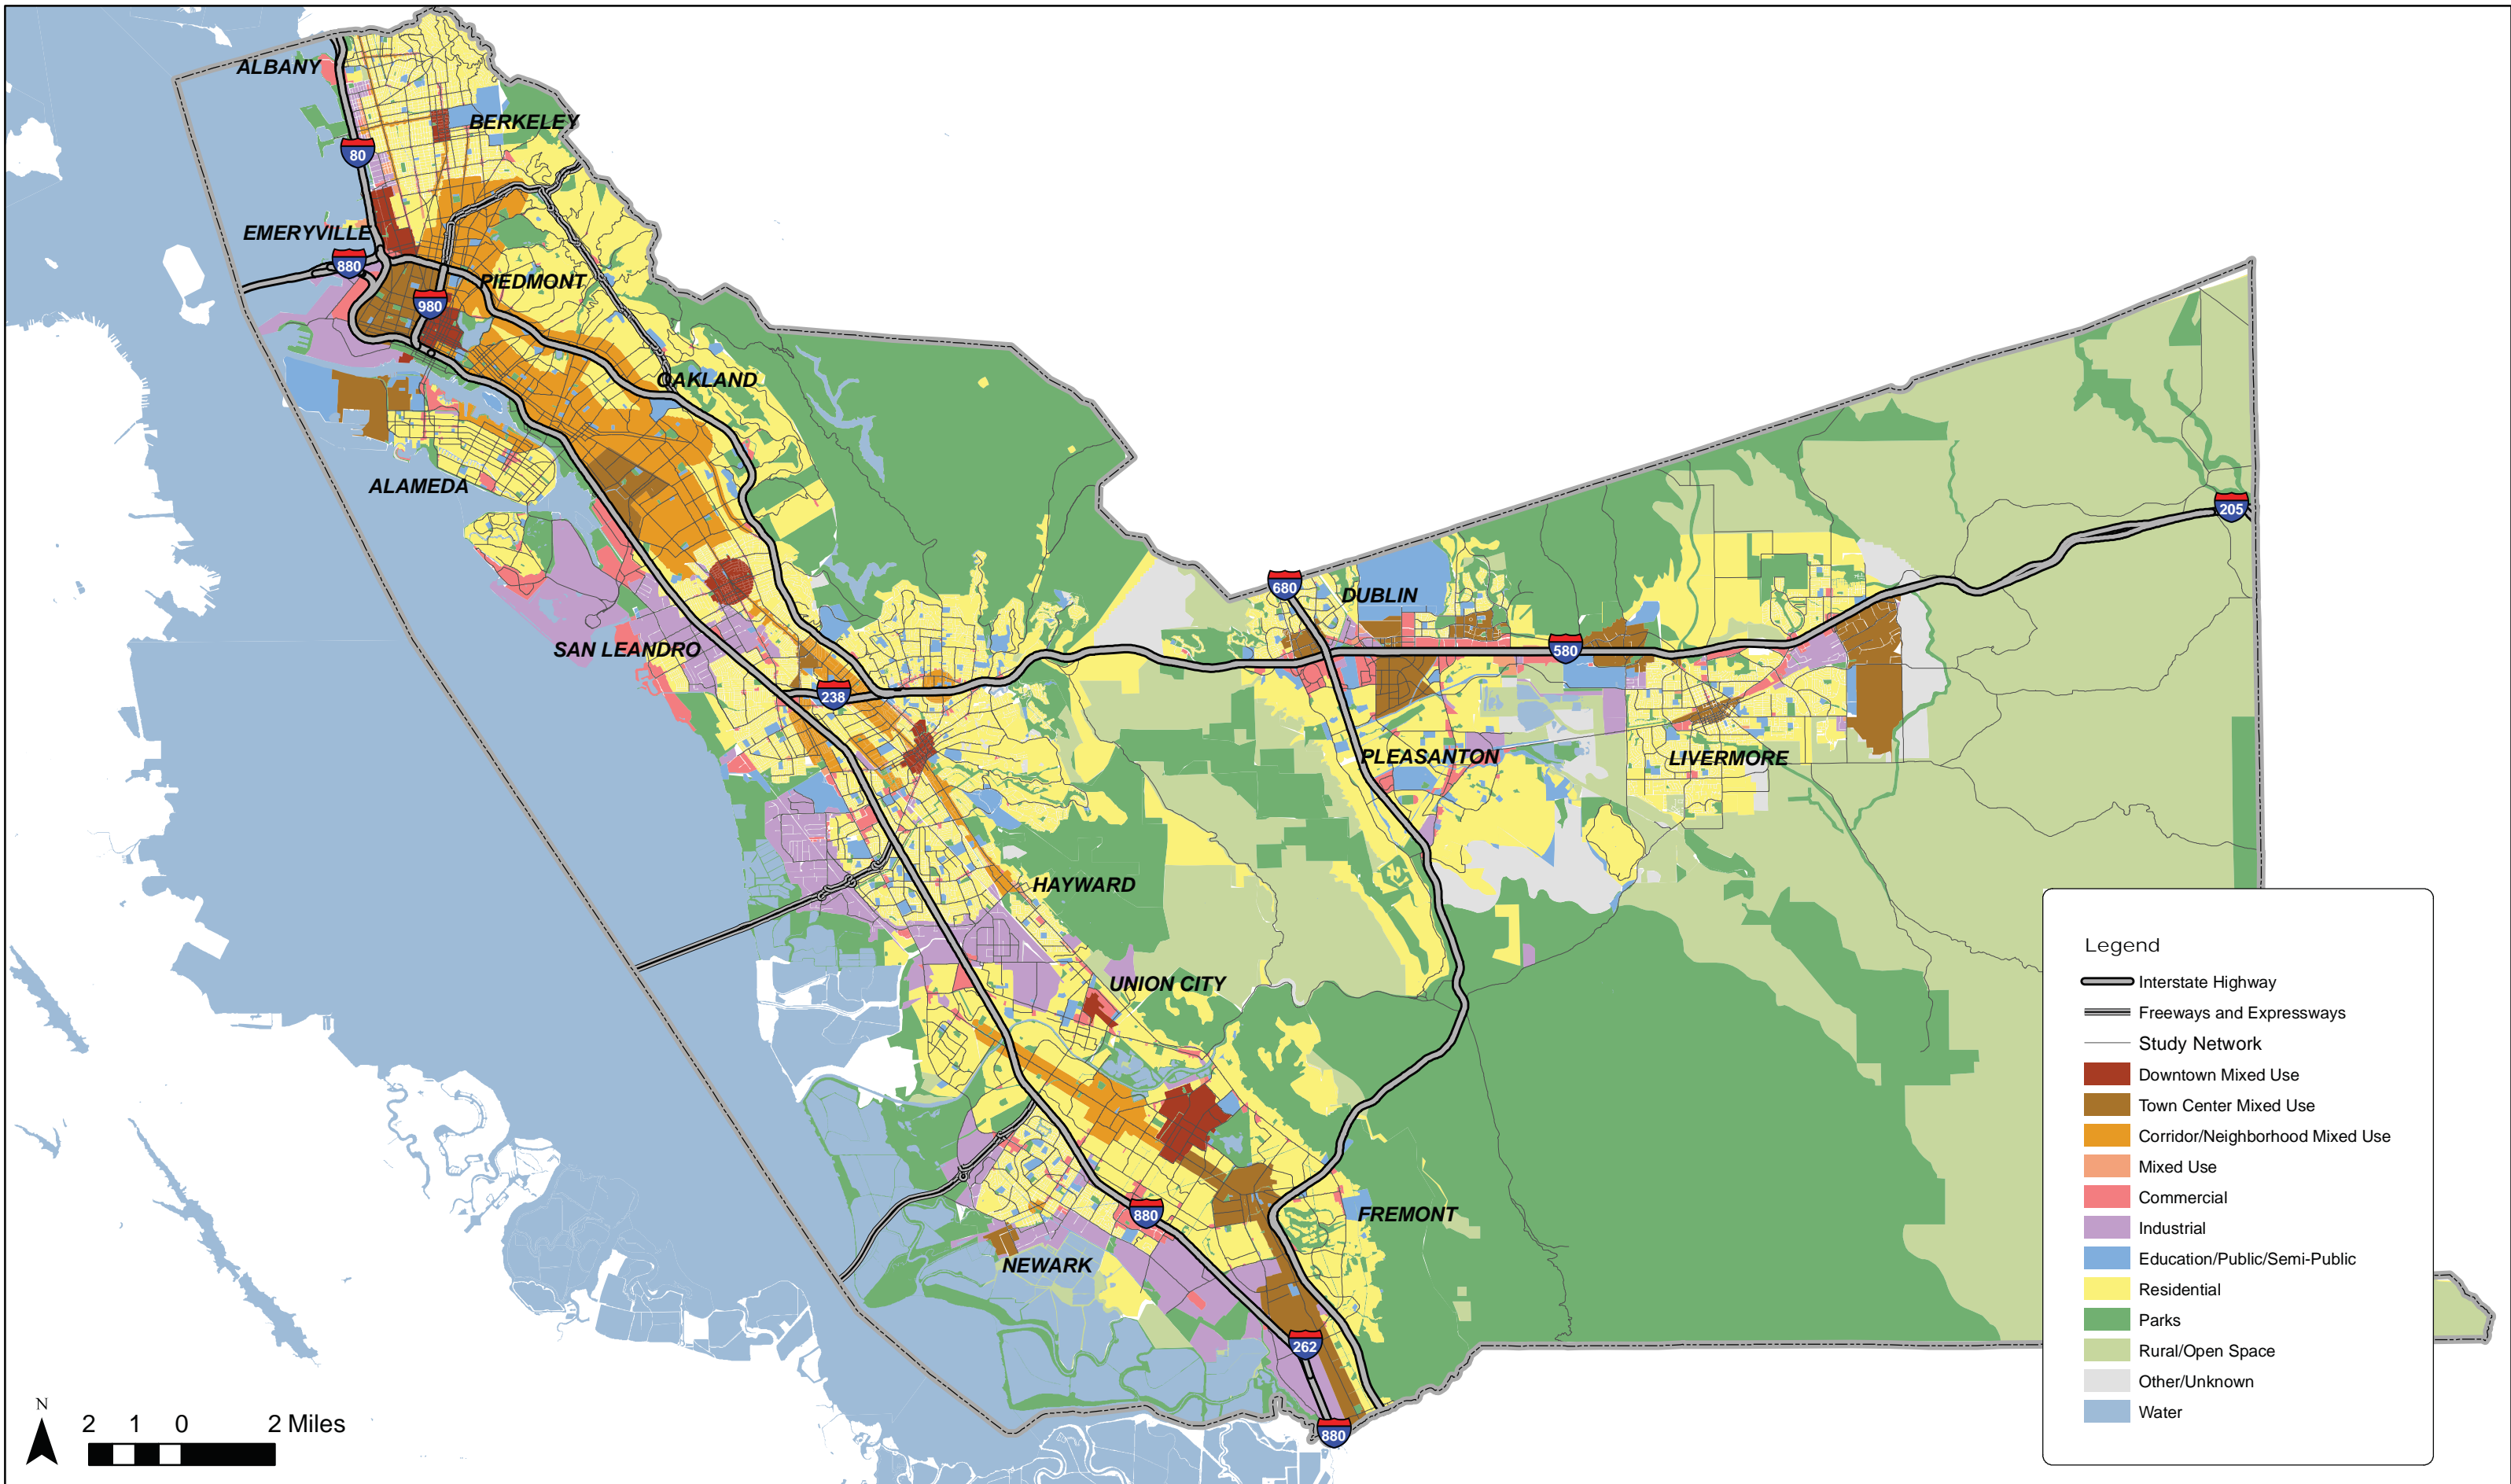 ALBANY
BERKELEY
80
EMERYVILLE
880
PIEDMONT
980
OAKLAND
ALAMEDA
205
680
DUBLIN
SAN LEANDRO
580
238
PLEASANTON
LIVERMORE
HAYWARD
UNION CITY
880
FREMONT
NEWARK
262
880
Legend
Interstate Highway
Freeways and Expressways
Study Network
Downtown Mixed Use
Town Center Mixed Use
Corridor/Neighborhood Mixed Use
Mixed Use
Commercial
Industrial
Education/Public/Semi-Public
Residential
Parks
Rural/Open Space
Other/Unknown
Water
N
2 1 0 2 Miles